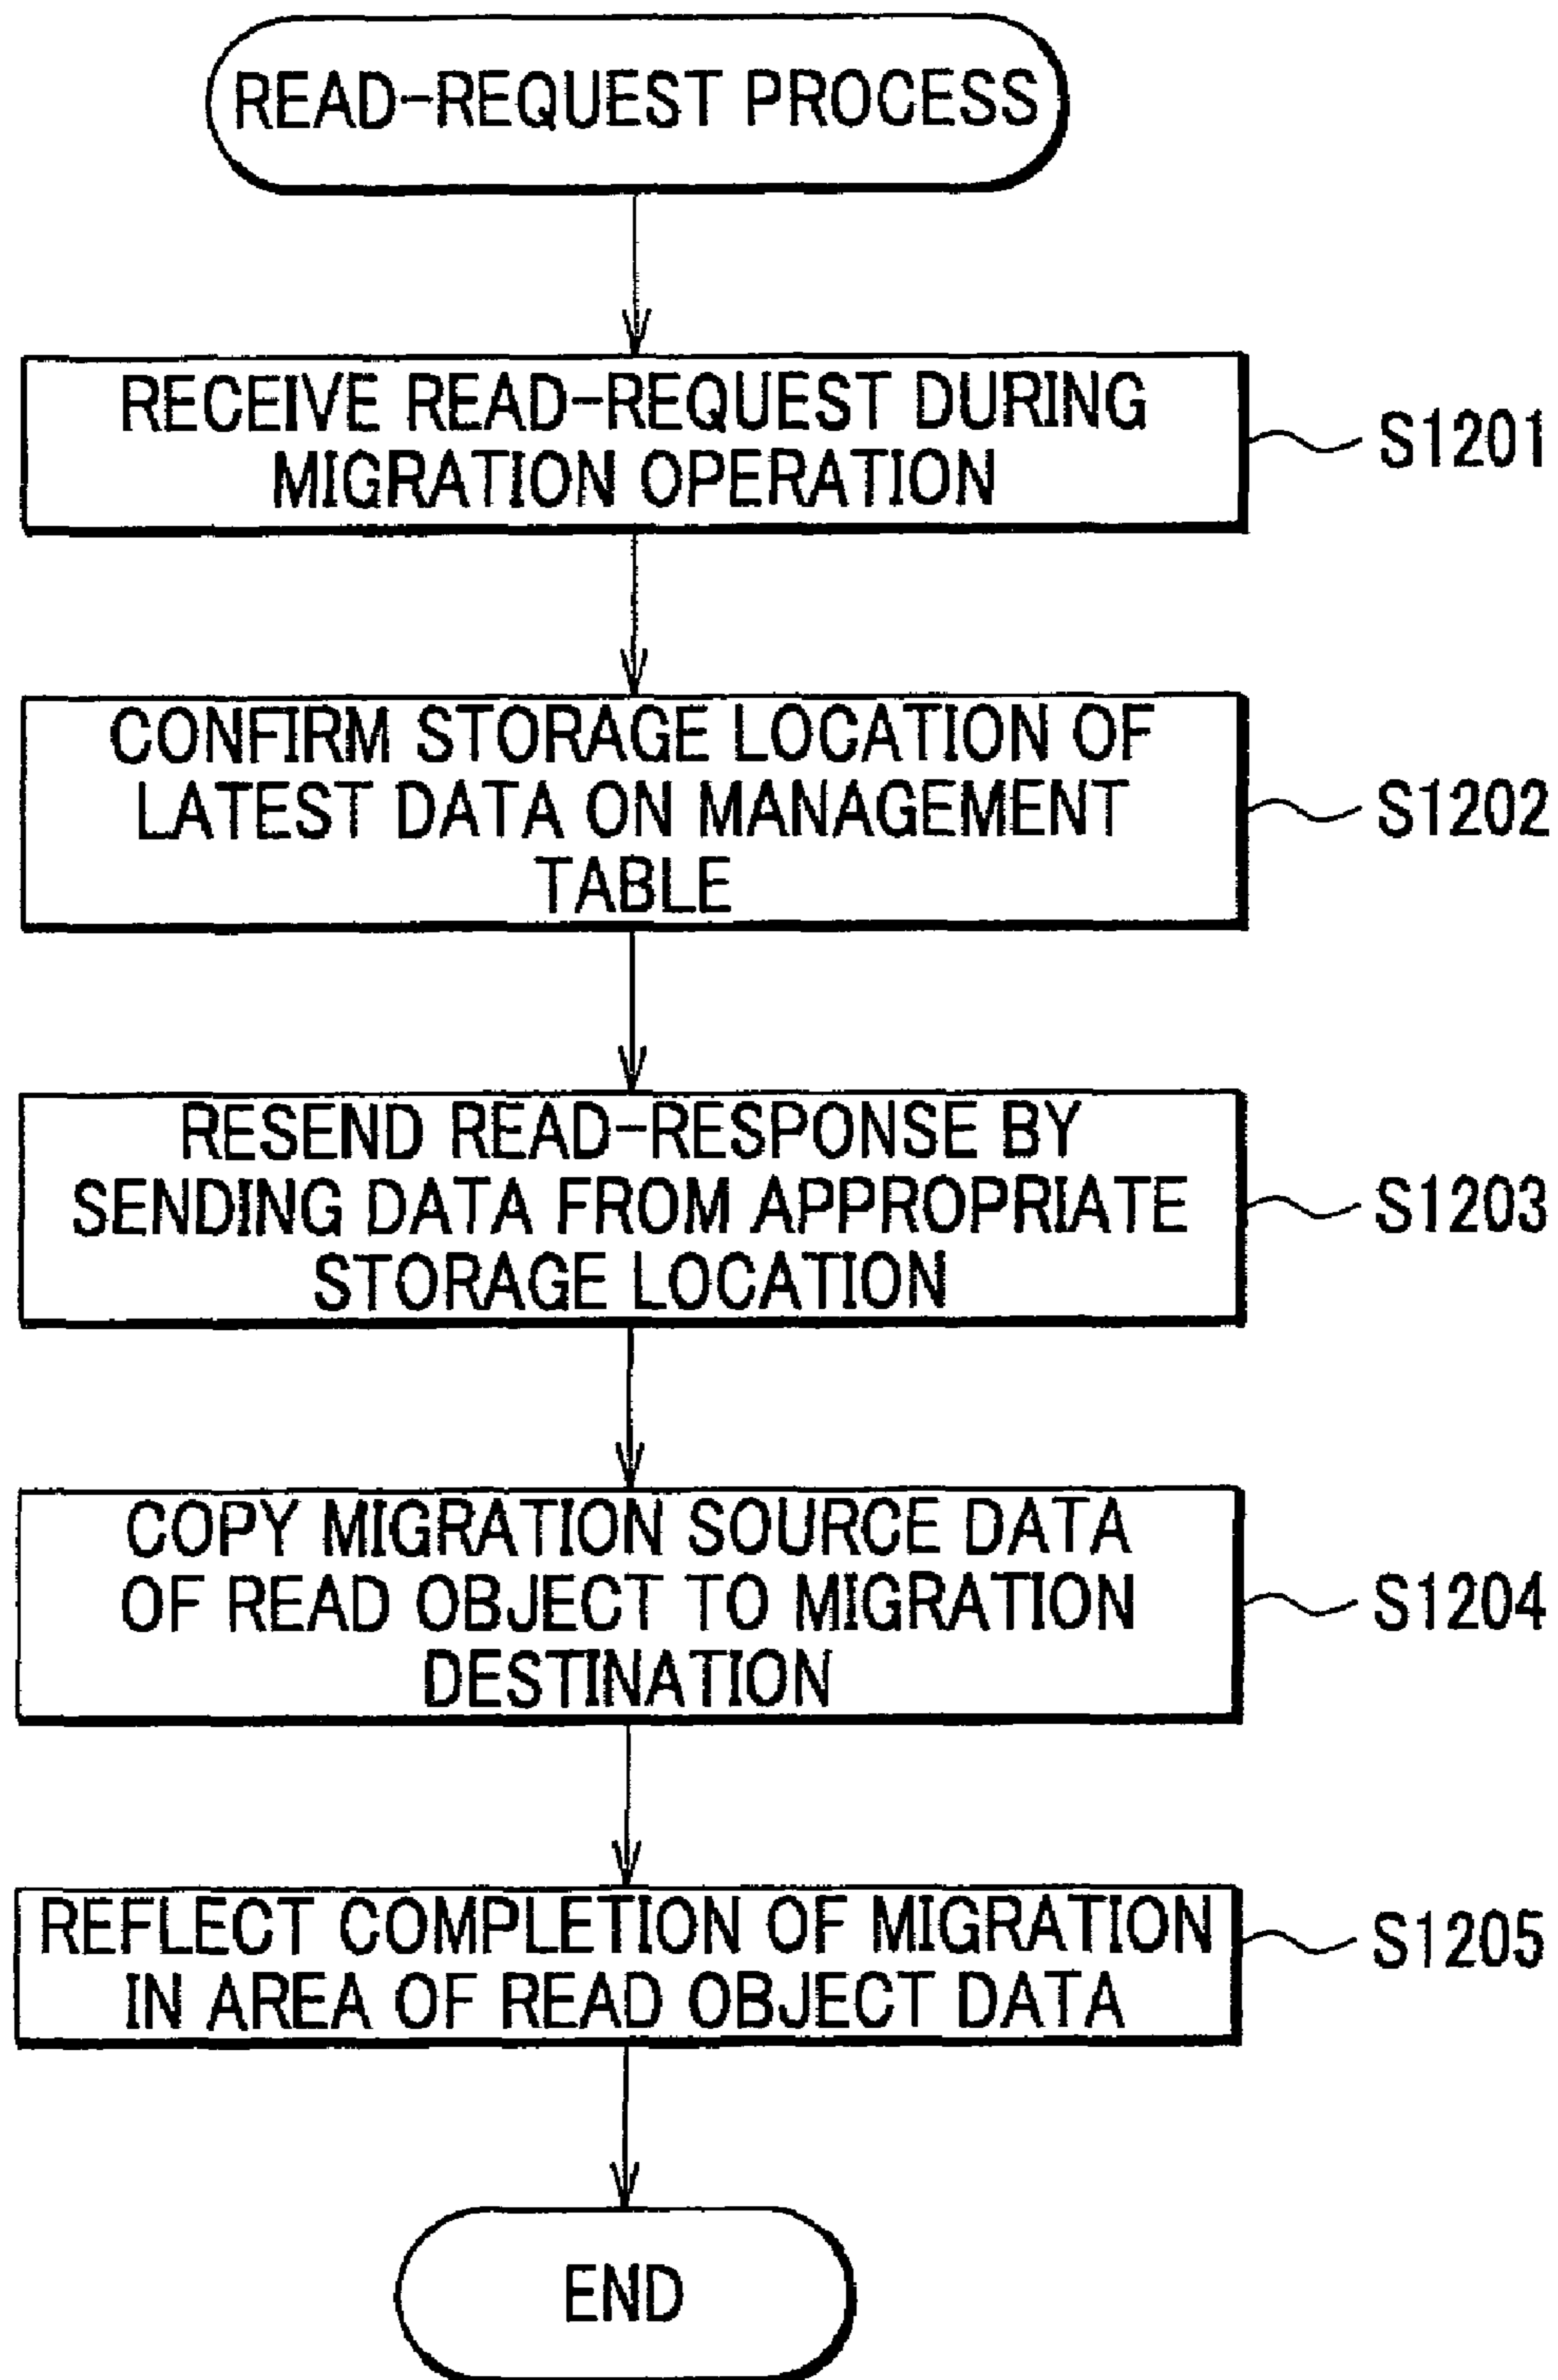 READ-REQUEST PROCESS
RECEIVE READ-REQUEST DURING
MIGRATION OPERATION
S1201
CONFIRM STORAGE LOCATION OF
LATEST DATA ON MANAGEMENT
TABLE
S1202
RESEND READ-RESPONSE BY
SENDING DATA FROM APPROPRIATE
STORAGE LOCATION
S1203
COPY MIGRATION SOURCE DATA
OF READ OBJECT TO MIGRATION
DESTINATION
S1204
REFLECT COMPLETION OF MIGRATION
IN AREA OF READ OBJECT DATA
S1205
END